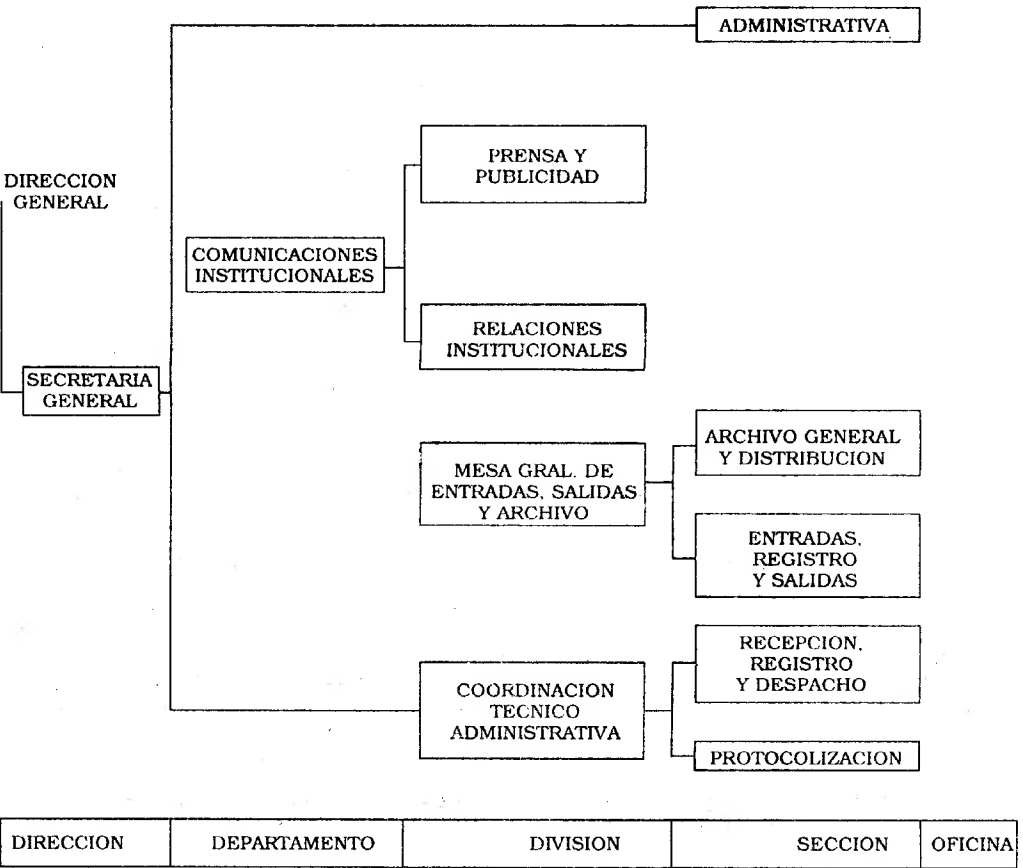 ADMINISTRATIVA
PRENSA Y
PUBLICIDAD
DIRECCION
GENERAL
COMUNICACIONES
INSTITUCIONALES
RELACIONES
INSTITUCIONALES
SECRETARIA
GENERAL
ARCHIVO GENERAL
Y DISTRIBUCION
MESA GRAL. DE
ENTRADAS, SALIDAS
Y ARCHIVO
ENTRADAS,
REGISTRO
Y SALIDAS
RECEPCION,
REGISTRO
Y DESPACHO
COORDINACION
TECNICO
ADMINISTRATIVA
PROTOCOLIZACION
DIRECCION DEPARTAMENTO DIVISION SECCION OFICINA